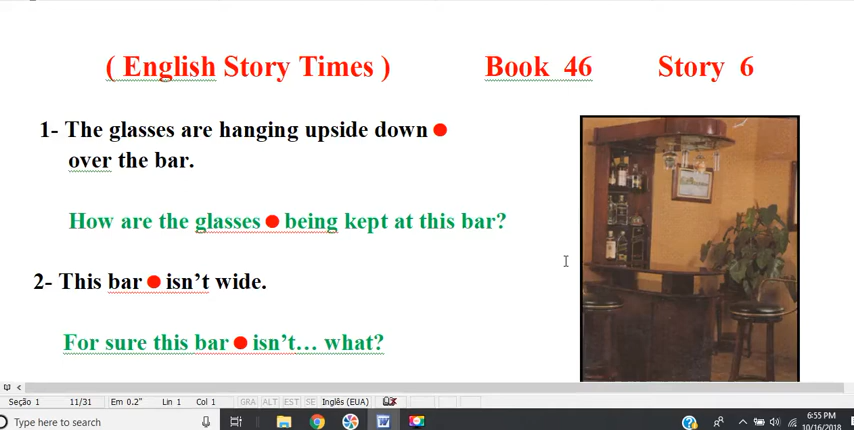 ( English Story Times ) Book 46 Story 6
1- The glasses are hanging upside down
over the bar.
How are the glasses being kept at this bar?
2- This bar isn't wide.
For sure this bar isn't… what?
Seção 1 11/31 Em 0.2" Lin 1 Col 1 GRA ALT EST SE Inglês (EUA)
Type here to search
6:55 PM
10/16/2018